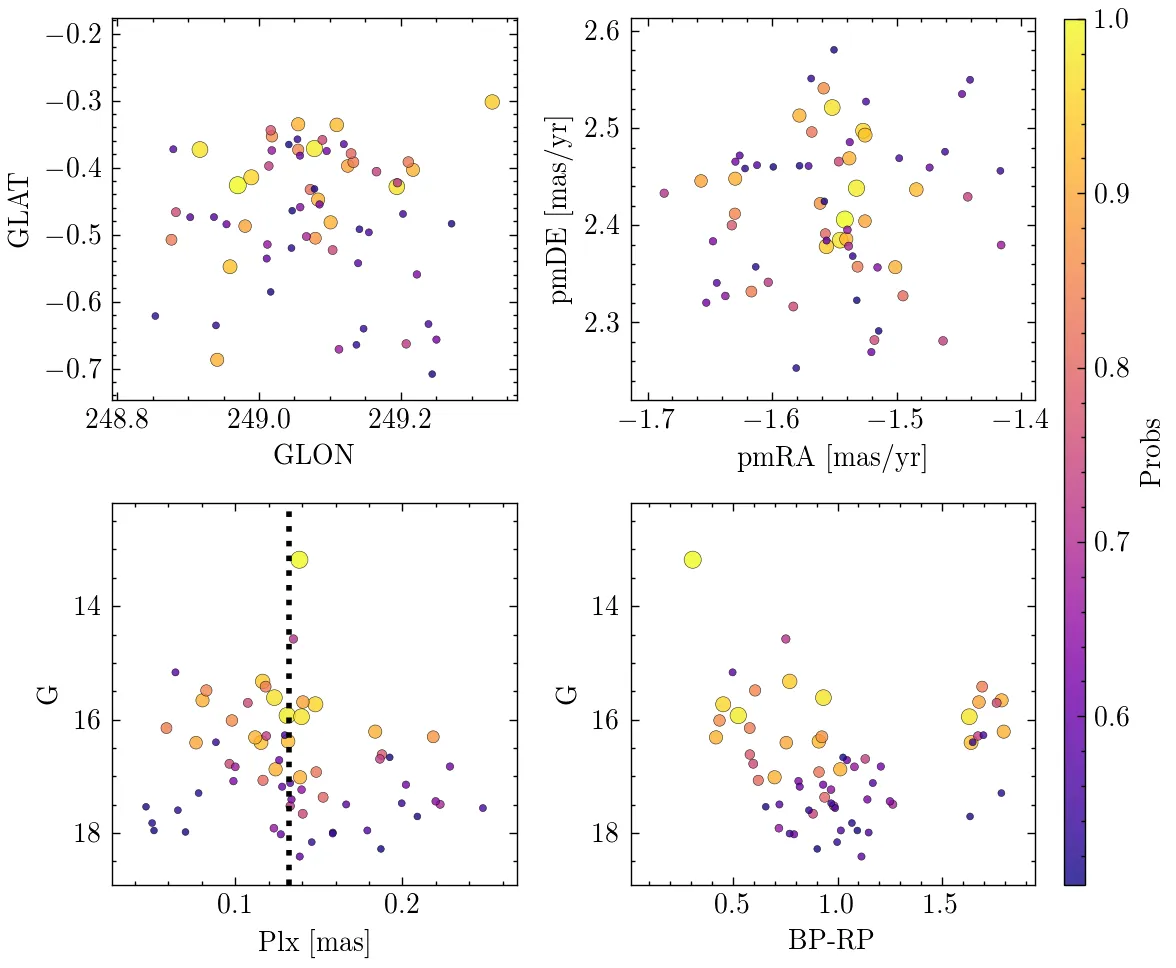 −0.2
−0.3
−0.4
−0.5
−0.6
−0.7
GLAT
248.8 249.0 249.2
GLON
2.6
2.5
2.4
2.3
pmDE [mas/yr]
−1.7 −1.6 −1.5 −1.4
pmRA [mas/yr]
14
16
18
G
0.1 0.2
Plx [mas]
14
16
18
G
0.5 1.0 1.5
BP-RP
1.0
0.9
0.8
0.7
0.6
Probs